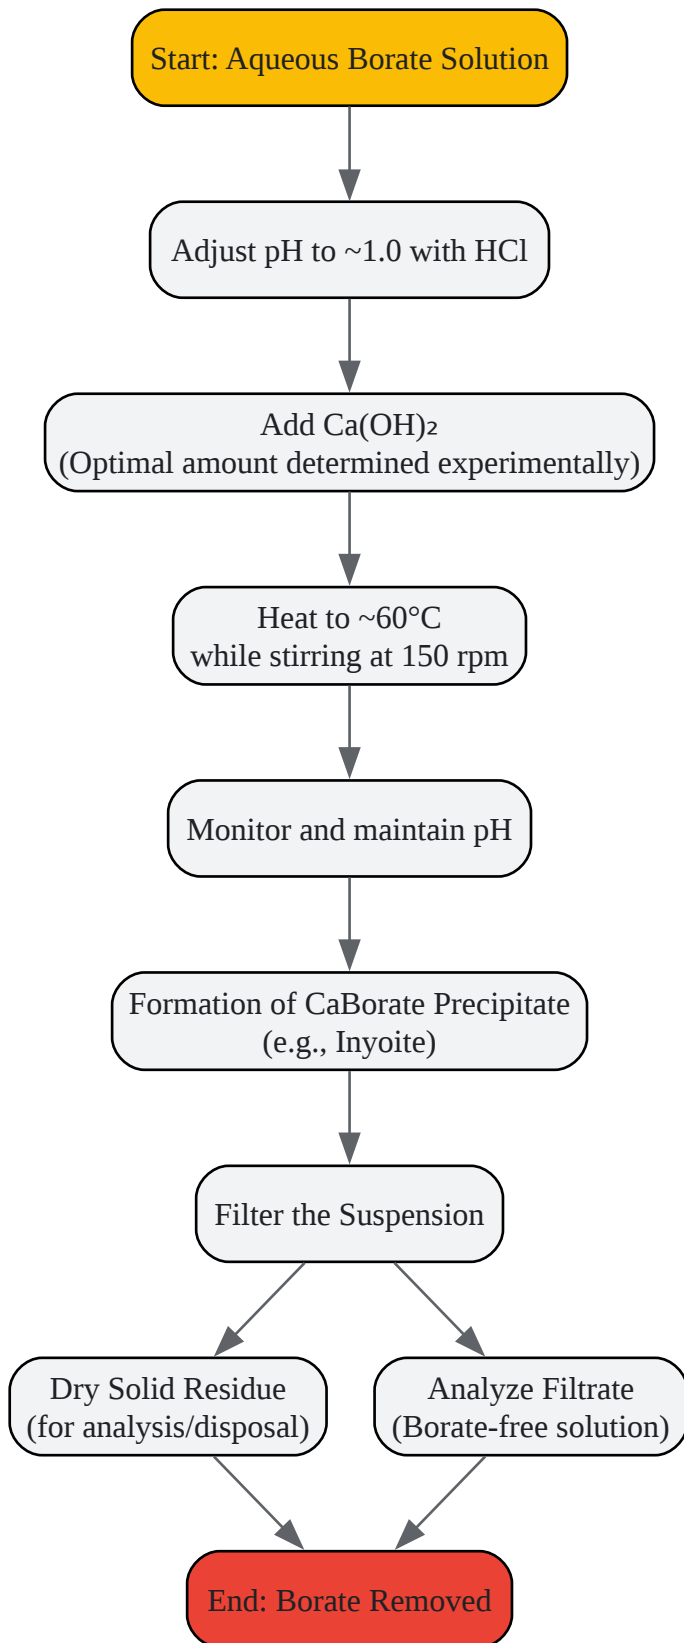 Start: Aqueous Borate Solution
Adjust pH to ~1.0 with HCl
Add Ca(OH)₂
(Optimal amount determined experimentally)
Heat to ~60°C
while stirring at 150 rpm
Monitor and maintain pH
Formation of CaBorate Precipitate
(e.g., Inyoite)
Filter the Suspension
Dry Solid Residue
(for analysis/disposal)
Analyze Filtrate
(Borate-free solution)
End: Borate Removed